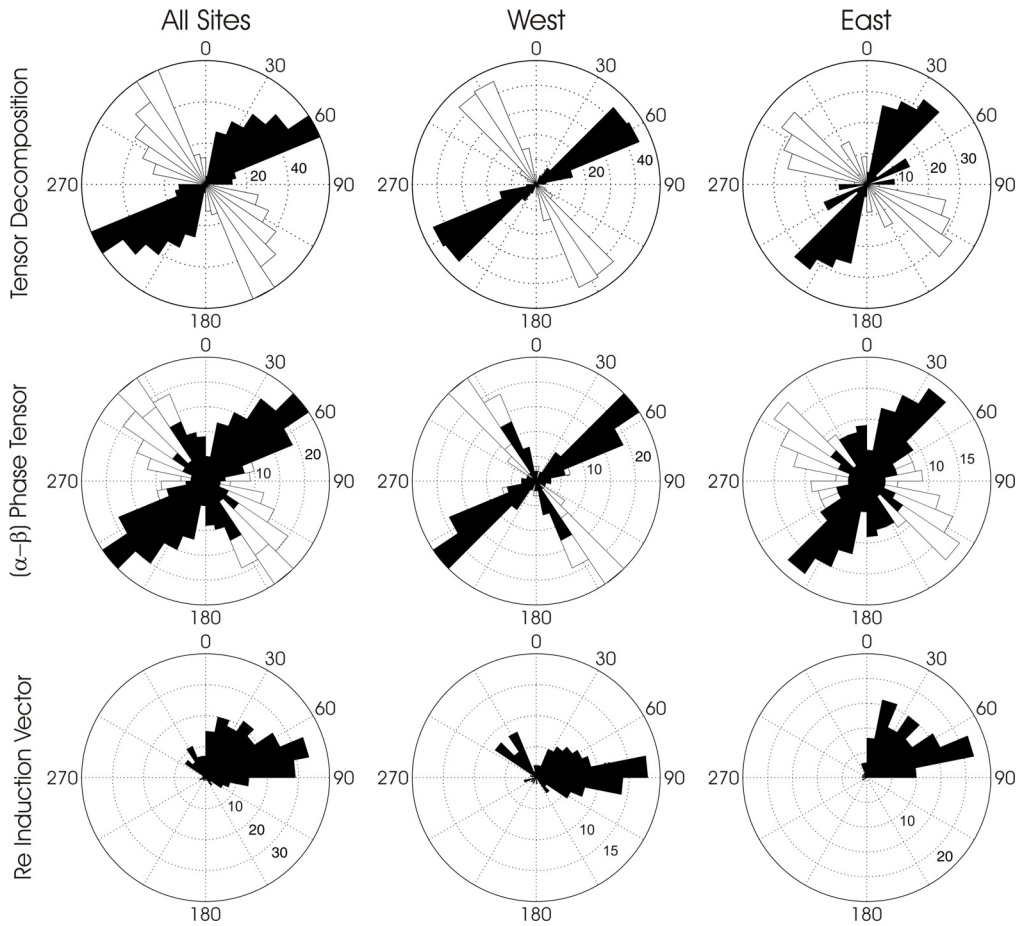 All Sites West East
Tensor Decomposition
0 30 60 90 180 270 20 40
0 30 60 90 180 270 20 40
0 30 60 90 180 270 10 20 30
(α–β) Phase Tensor
0 30 60 90 180 270 10 20
0 30 60 90 180 270 10 20
0 30 60 90 180 270 10 15
Re Induction Vector
0 30 60 90 180 270 10 20 30
0 30 60 90 180 270 10 15
0 30 60 90 180 270 10 20